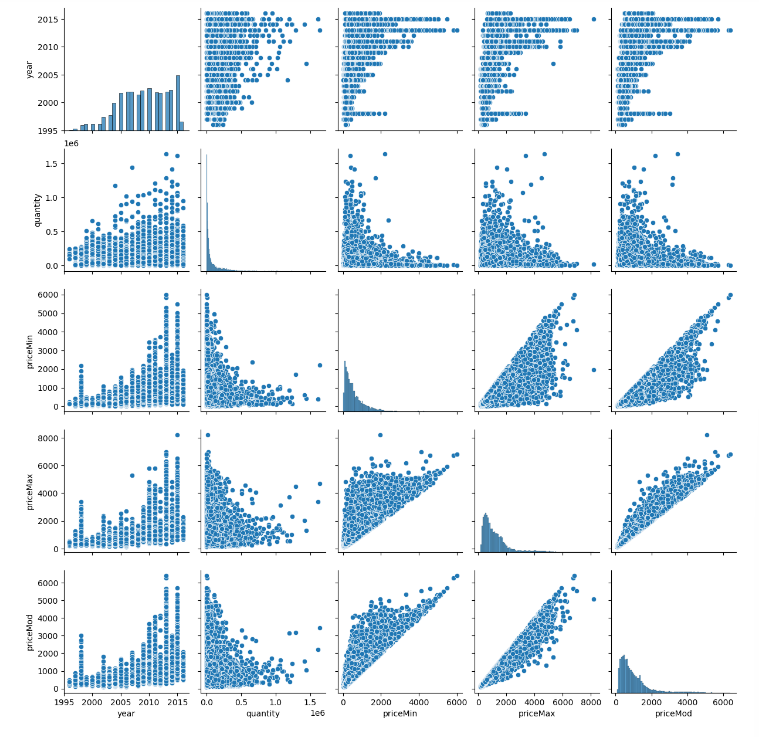 2015
2010
2005
2000
1995
year
1e6
1.5
1.0
0.5
0.0
quantity
6000
5000
4000
3000
2000
1000
0
priceMin
8000
6000
4000
2000
0
priceMax
6000
5000
4000
3000
2000
1000
0
priceMod
1995 2000 2005 2010 2015
year
0.0 0.5 1.0 1.5
quantity 1e6
0 2000 4000 6000
priceMin
0 2000 4000 6000 8000
priceMax
0 2000 4000 6000
priceMod